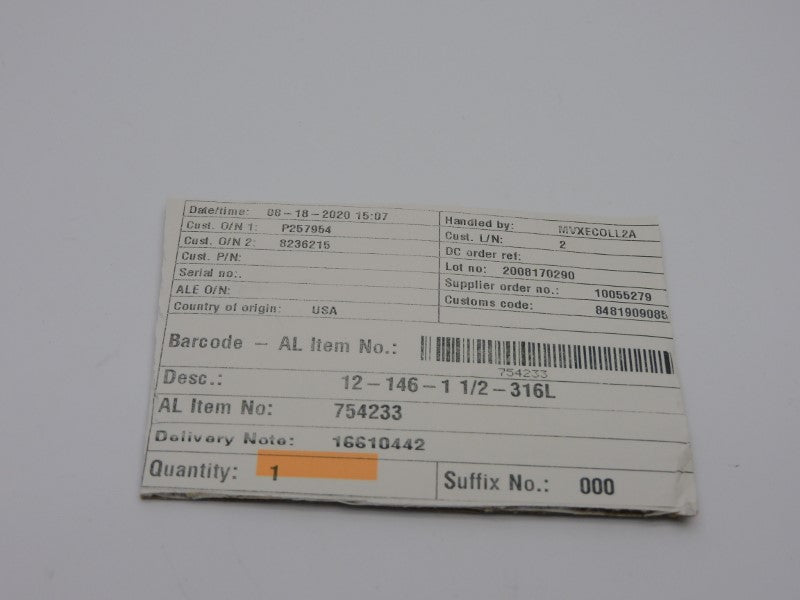 Date/time: 08-18-2020 15:07
Cust. O/N 1: P257954
Cust. O/N 2: 8236215
Cust. P/N:
Serial no:.
ALE O/N:
Country of origin: USA
Handled by: MVXECOLL2A
Cust. L/N: 2
DC order ref:
Lot no: 2008170290
Supplier order no.: 10055279
Customs code: 8481909085
Barcode - AL Item No.:
754233
Desc.: 12-146-1 1/2-316L
AL Item No: 754233
Delivery Note: 16610442
Quantity: 1
Suffix No.: 000